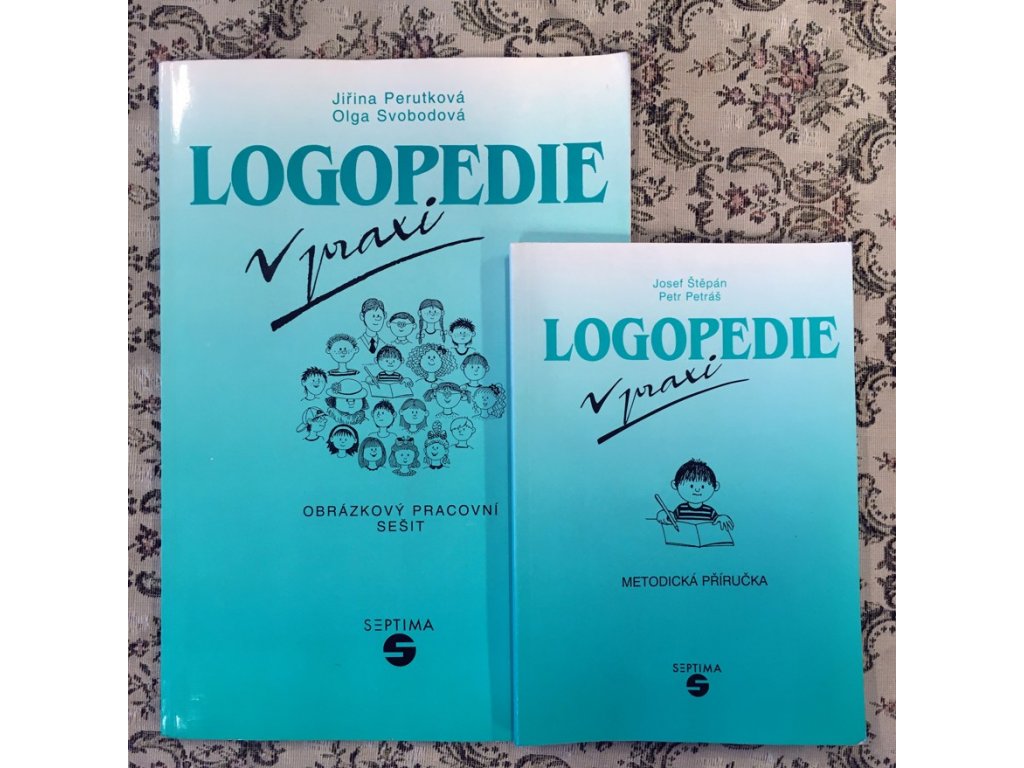 Jiřina Perutková
Olga Svobodová
LOGOPEDIE
v praxi
OBRÁZKOVÝ PRACOVNÍ
SEŠIT
SEPTIMA
Josef Štěpán
Petr Petráš
LOGOPEDIE
v praxi
METODICKÁ PŘÍRUČKA
SEPTIMA